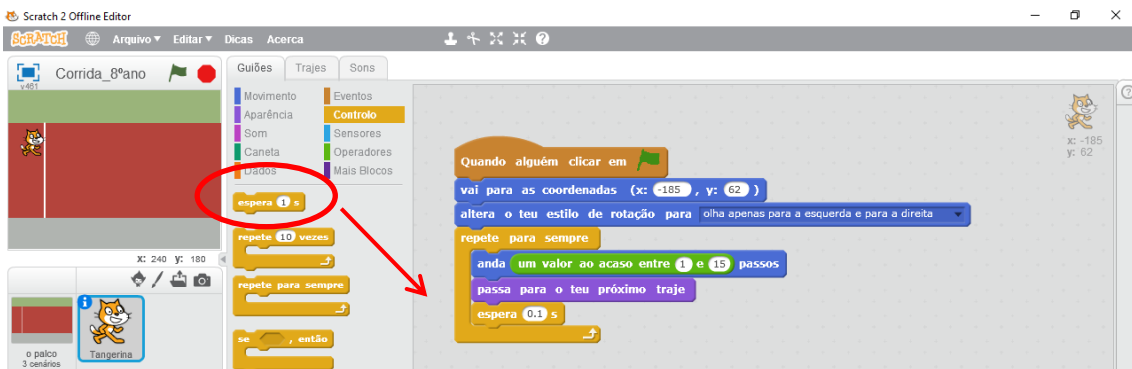 Scratch 2 Offline Editor
SCRATCH Arquivo Editar Dicas Acerca
Corrida_8ºano
v461
Guiões Trajes Sons
Movimento Eventos
Aparência Controlo
Som Sensores
Caneta Operadores
Dados Mais Blocos
espera 1 s
repete 10 vezes
repete para sempre
se , então
x: 240 y: 180
o palco
3 cenários
Tangerina
Quando alguém clicar em
vai para as coordenadas (x: -185 , y: 62 )
altera o teu estilo de rotação para olha apenas para a esquerda e para a direita
repete para sempre
anda um valor ao acaso entre 1 e 15 passos
passa para o teu próximo traje
espera 0.1 s
x: -185
y: 62